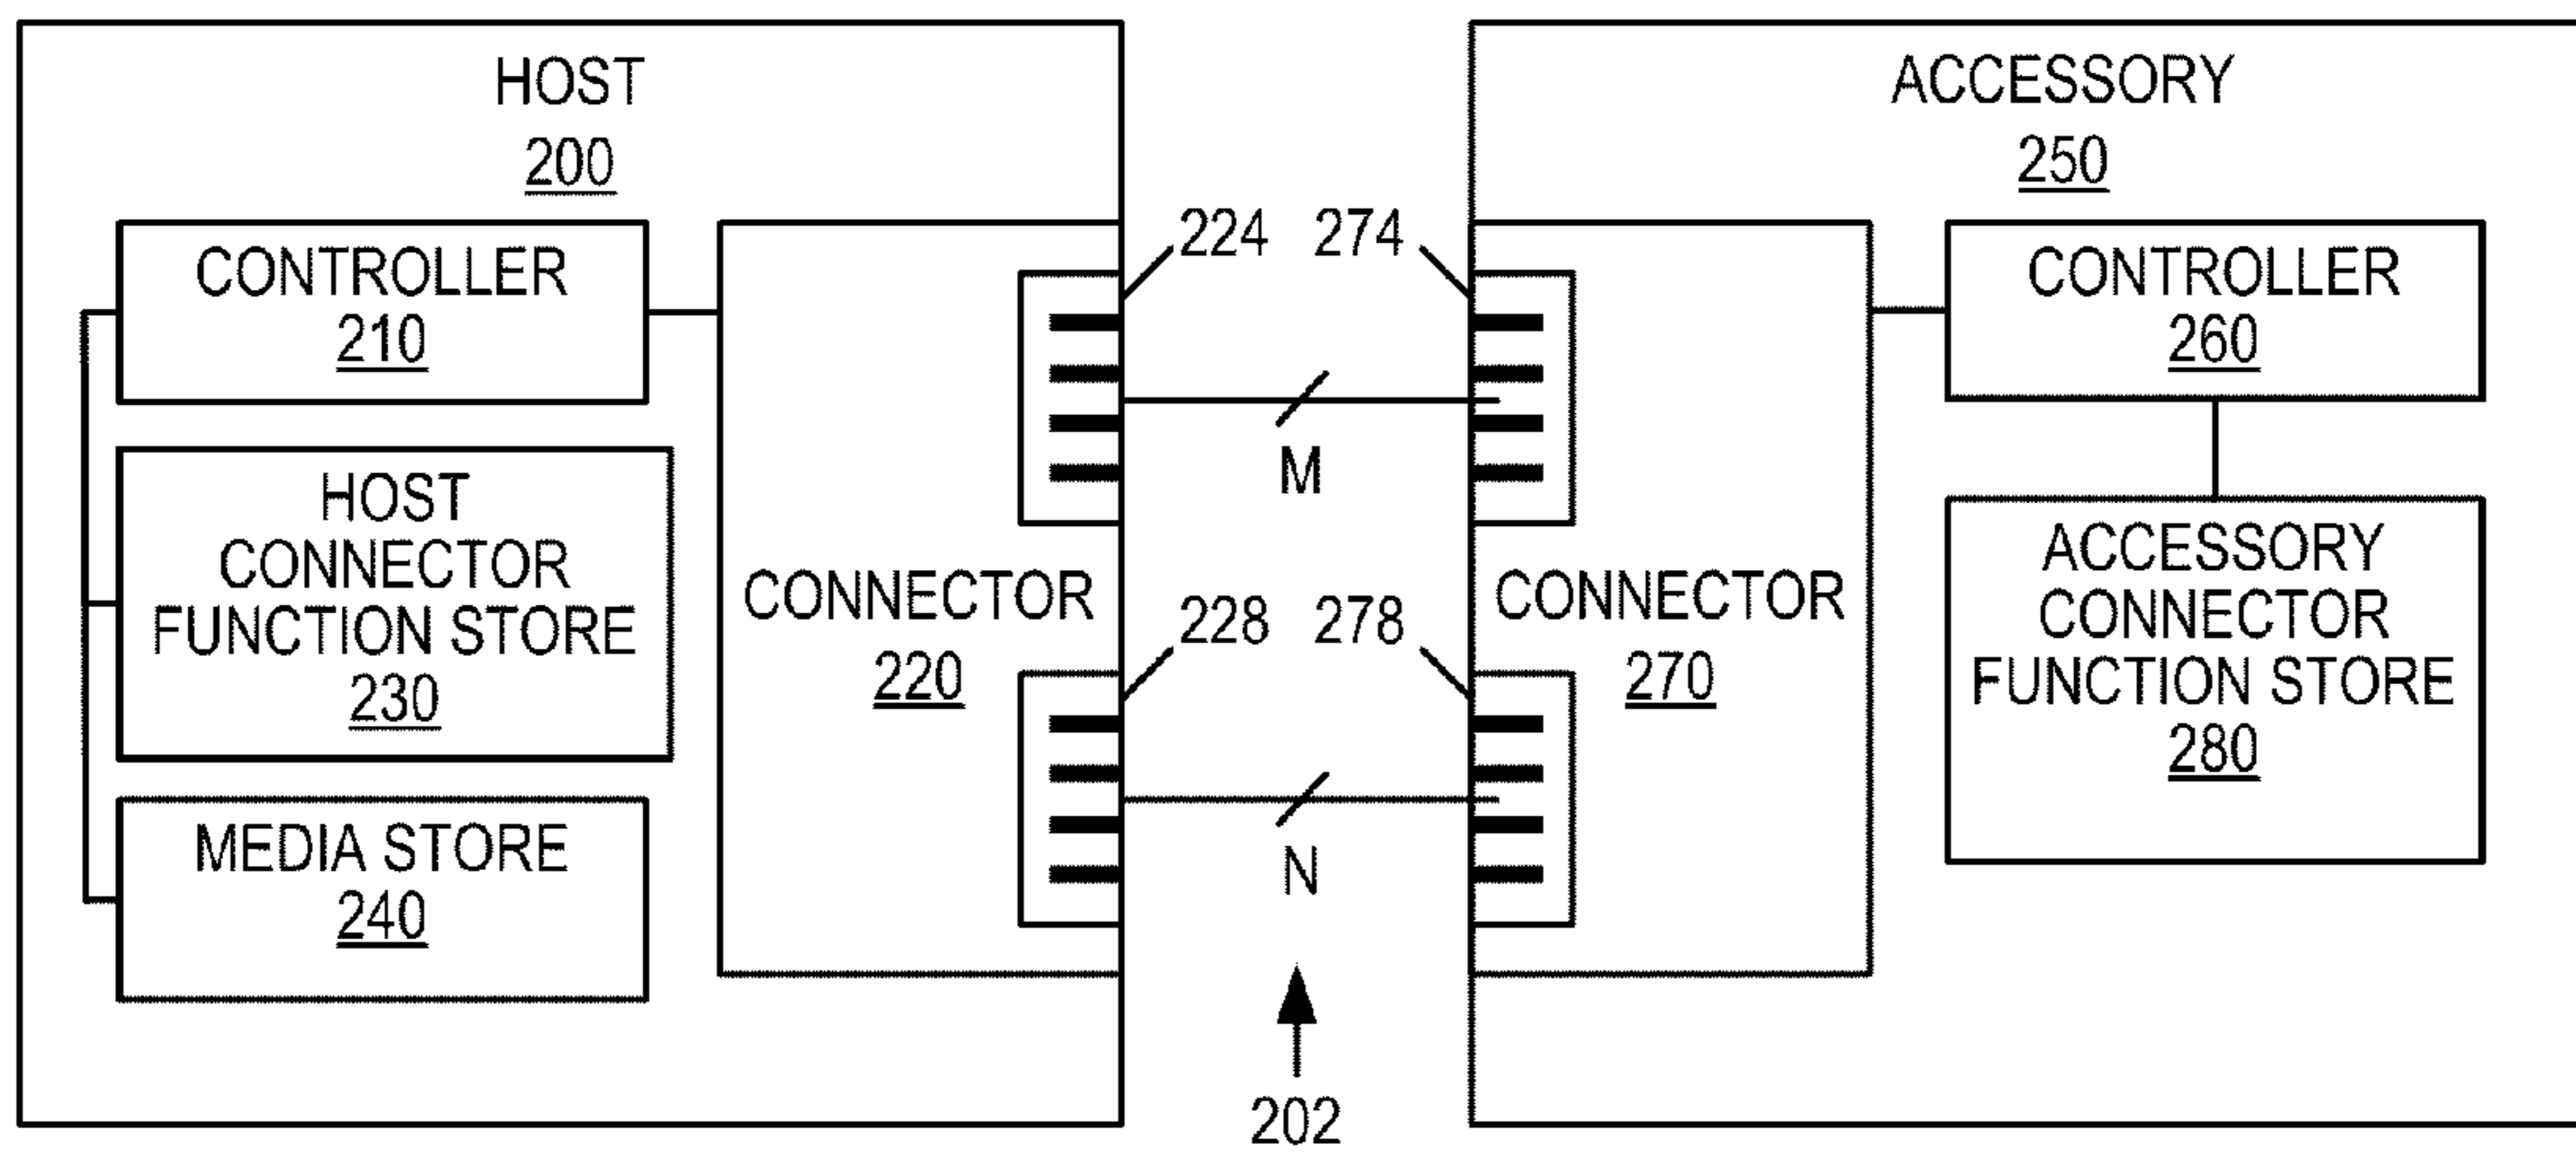 HOST
200
CONTROLLER
210
HOST
CONNECTOR
FUNCTION STORE
230
MEDIA STORE
240
CONNECTOR
220
224
228
M
N
202
274
278
ACCESSORY
250
CONNECTOR
270
CONTROLLER
260
ACCESSORY
CONNECTOR
FUNCTION STORE
280